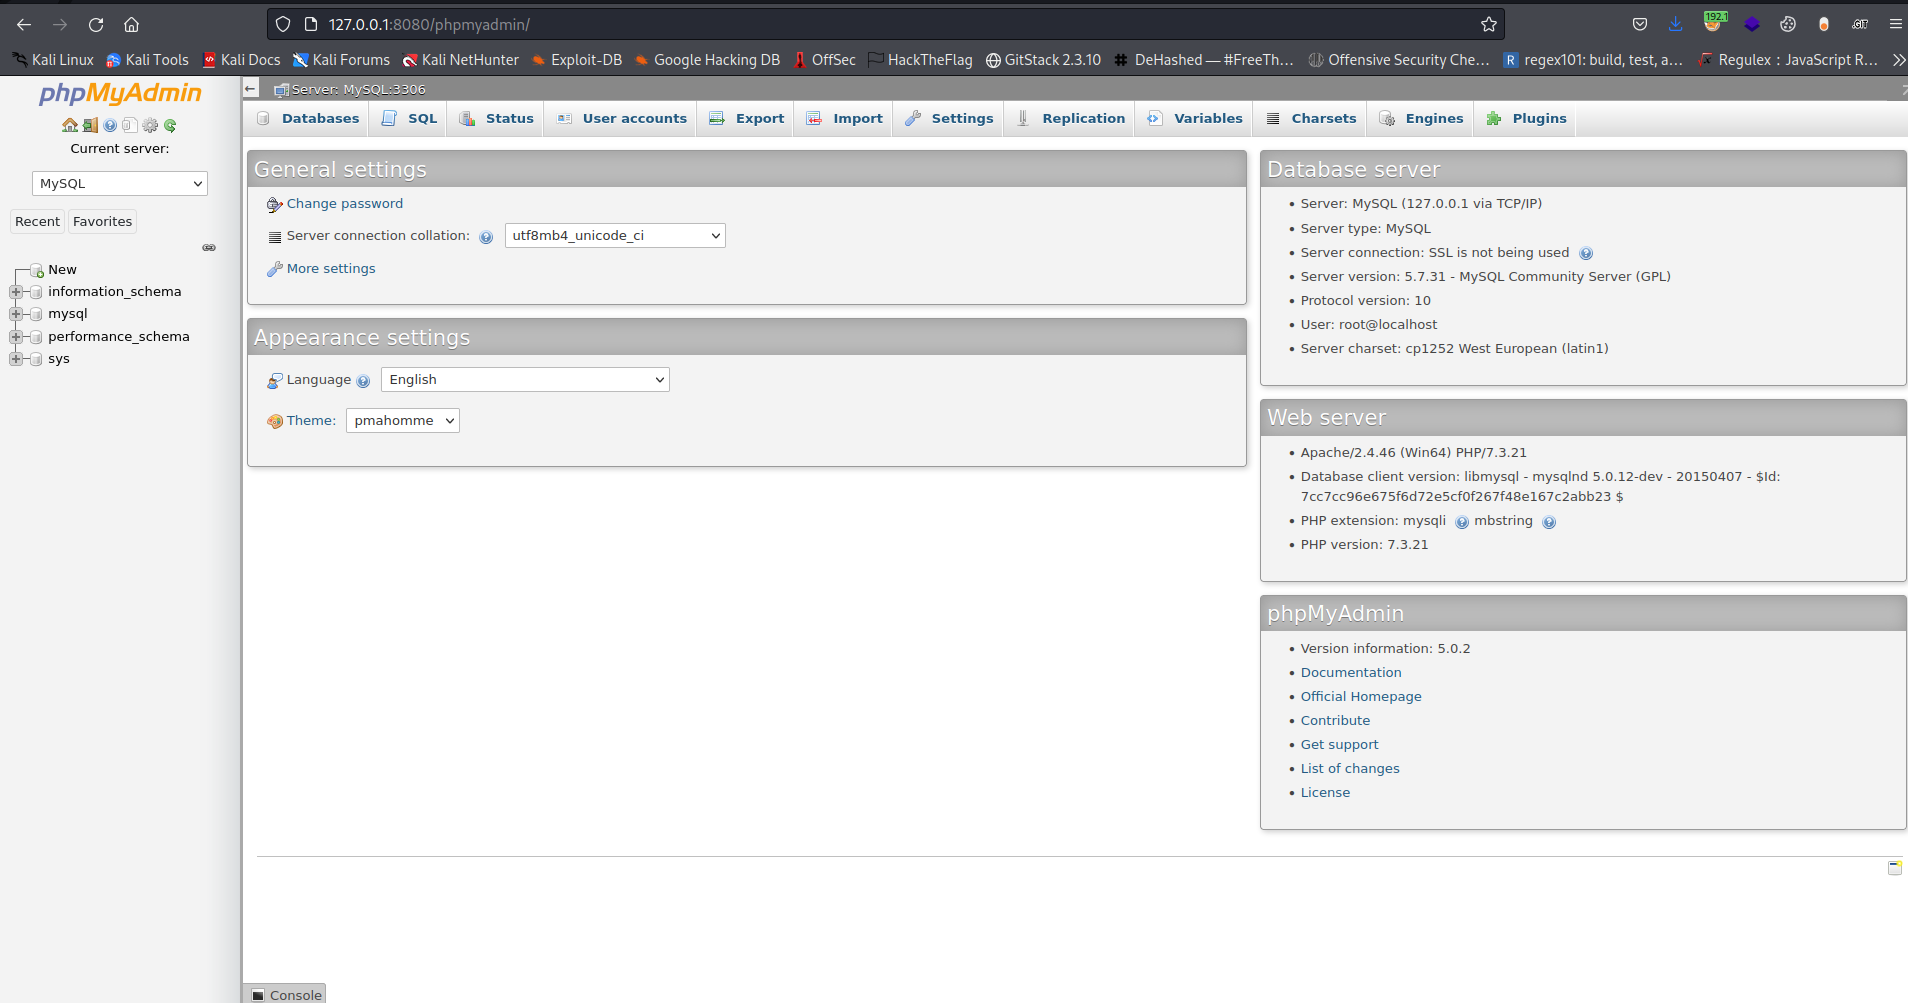 127.0.0.1:8080/phpmyadmin/
192.1
.GIT
Kali Linux Kali Tools Kali Docs Kali Forums Kali NetHunter Exploit-DB Google Hacking DB OffSec HackTheFlag GitStack 2.3.10 DeHashed — #FreeTh... Offensive Security Che... regex101: build, test, a... Regulex : JavaScript R...
phpMyAdmin
Current server:
MySQL
Recent Favorites
New
information_schema
mysql
performance_schema
sys
Server: MySQL:3306
Databases SQL Status User accounts Export Import Settings Replication Variables Charsets Engines Plugins
General settings
Change password
Server connection collation: utf8mb4_unicode_ci
More settings
Appearance settings
Language English
Theme: pmahomme
Database server
• Server: MySQL (127.0.0.1 via TCP/IP)
• Server type: MySQL
• Server connection: SSL is not being used
• Server version: 5.7.31 - MySQL Community Server (GPL)
• Protocol version: 10
• User: root@localhost
• Server charset: cp1252 West European (latin1)
Web server
• Apache/2.4.46 (Win64) PHP/7.3.21
• Database client version: libmysql - mysqlnd 5.0.12-dev - 20150407 - $Id:
7cc7cc96e675f6d72e5cf0f267f48e167c2abb23 $
• PHP extension: mysqli mbstring
• PHP version: 7.3.21
phpMyAdmin
• Version information: 5.0.2
• Documentation
• Official Homepage
• Contribute
• Get support
• List of changes
• License
Console